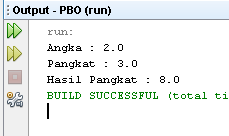 Output - PBO (run)
run:
Angka : 2.0
Pangkat : 3.0
Hasil Pangkat : 8.0
BUILD SUCCESSFUL (total ti